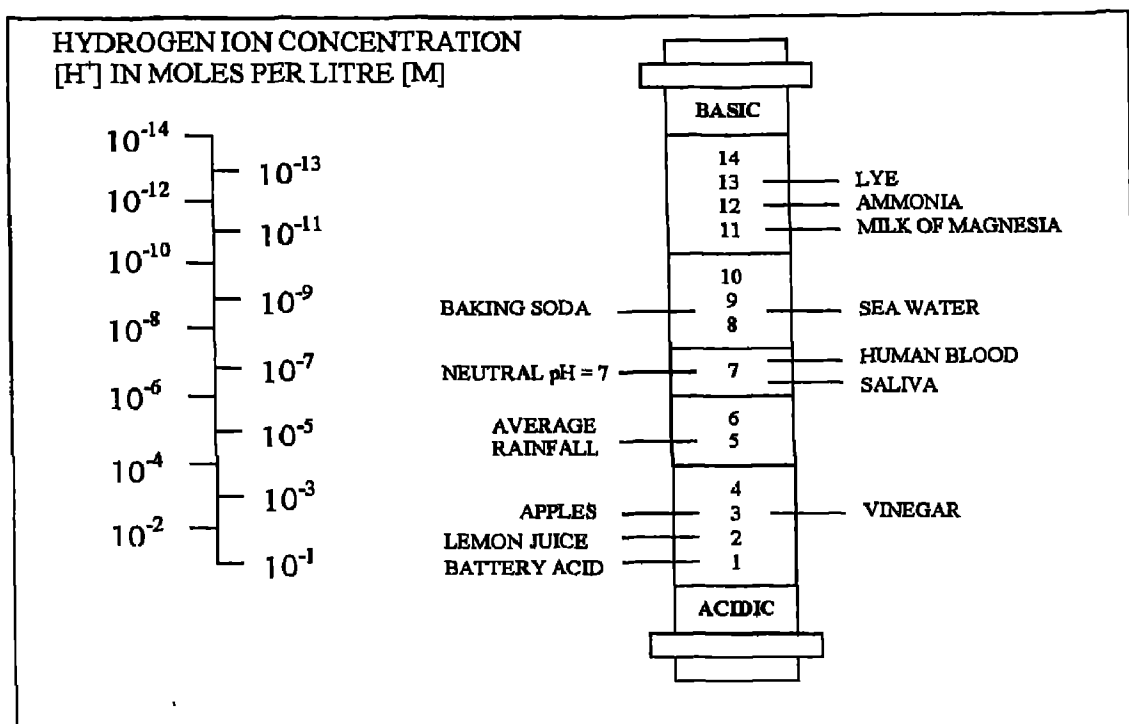 HYDROGEN ION CONCENTRATION
[H⁺] IN MOLES PER LITRE [M]
10⁻¹⁴
10⁻¹³
10⁻¹²
10⁻¹¹
10⁻¹⁰
10⁻⁹
10⁻⁸
10⁻⁷
10⁻⁶
10⁻⁵
10⁻⁴
10⁻³
10⁻²
10⁻¹
BASIC
14
13 LYE
12 AMMONIA
11 MILK OF MAGNESIA
10
BAKING SODA 9 SEA WATER
8
HUMAN BLOOD
NEUTRAL pH = 7 7
SALIVA
6
AVERAGE
RAINFALL 5
4
APPLES 3 VINEGAR
LEMON JUICE 2
BATTERY ACID 1
ACIDIC